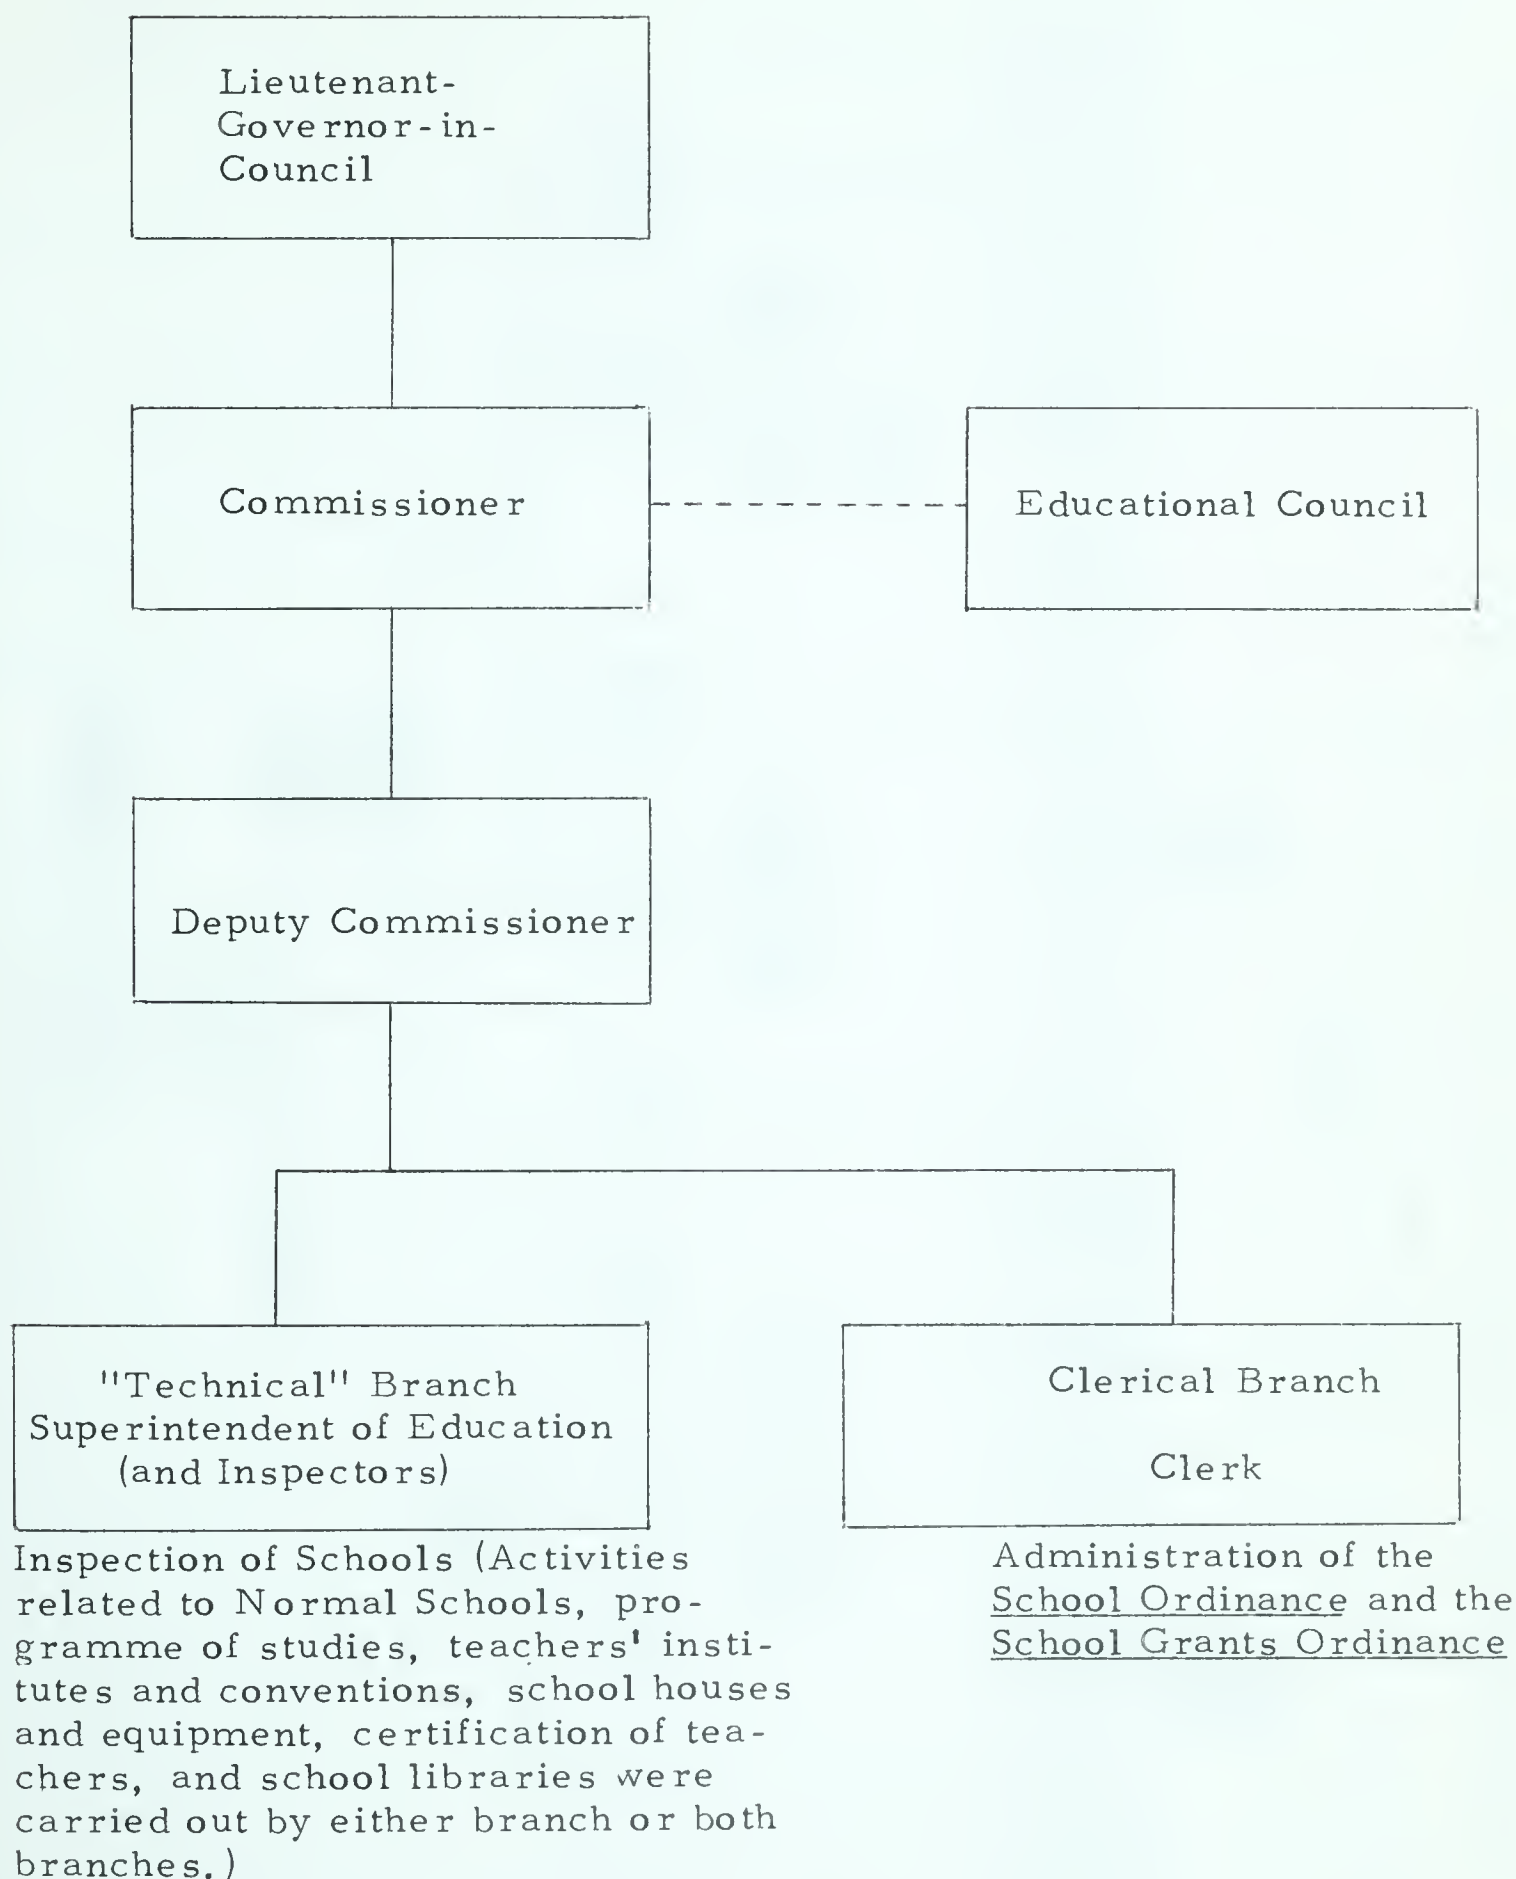 Lieutenant-
Governor-in-
Council
Commissioner
Educational Council
Deputy Commissioner
"Technical" Branch
Superintendent of Education
(and Inspectors)
Clerical Branch
Clerk
Inspection of Schools (Activities
related to Normal Schools, pro-
gramme of studies, teachers' insti-
tutes and conventions, school houses
and equipment, certification of tea-
chers, and school libraries were
carried out by either branch or both
branches.)
Administration of the
School Ordinance and the
School Grants Ordinance